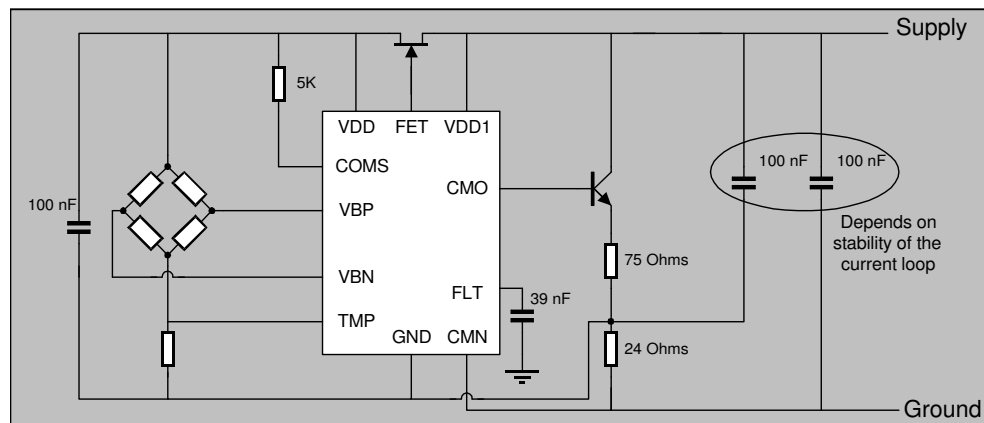 Supply
5K
VDD FET VDD1
COMS
100 nF 100 nF
CMO
100 nF
VBP
Depends on
stability of the
current loop
75 Ohms
VBN
FLT
39 nF
TMP
GND CMN
24 Ohms
Ground